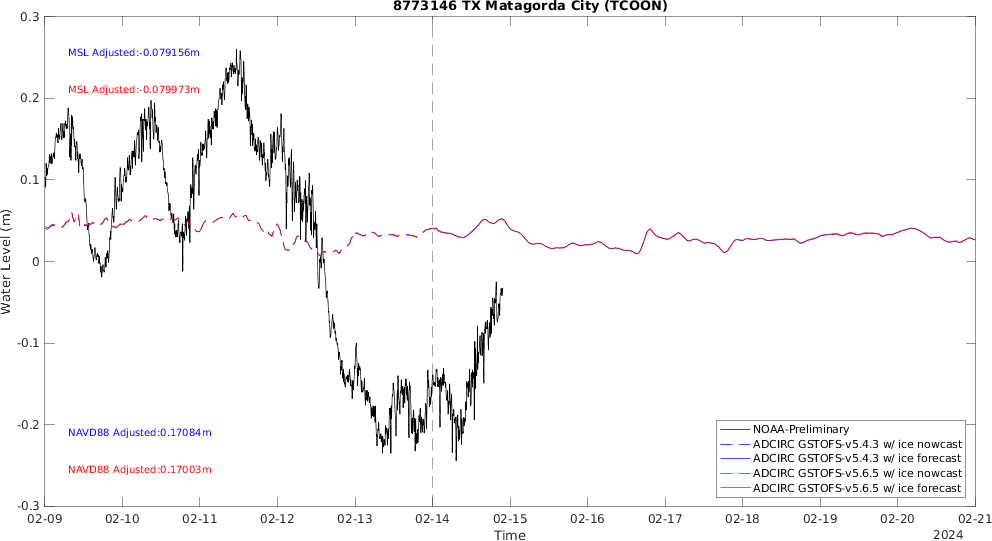 8773146 TX Matagorda City (TCOON)
0.3
0.2
0.1
0
-0.1
-0.2
-0.3
Water Level (m)
MSL Adjusted:-0.079156m
MSL Adjusted:-0.079973m
NAVD88 Adjusted:0.17084m
NAVD88 Adjusted:0.17003m
NOAA-Preliminary
ADCIRC GSTOFS-v5.4.3 w/ ice nowcast
ADCIRC GSTOFS-v5.4.3 w/ ice forecast
ADCIRC GSTOFS-v5.6.5 w/ ice nowcast
ADCIRC GSTOFS-v5.6.5 w/ ice forecast
02-09 02-10 02-11 02-12 02-13 02-14 02-15 02-16 02-17 02-18 02-19 02-20 02-21
Time
2024